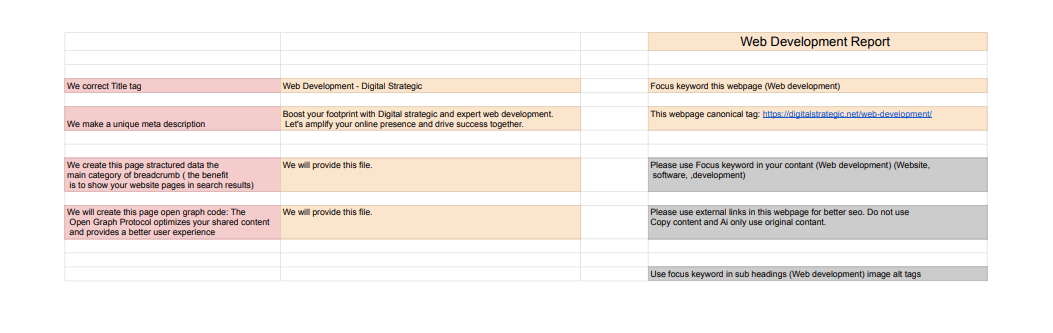 Web Development Report
We correct Title tag
Web Development - Digital Strategic
Focus keyword this webpage (Web development)
We make a unique meta description
Boost your footprint with Digital strategic and expert web development.
Let's amplify your online presence and drive success together.
This webpage canonical tag: https://digitalstrategic.net/web-development/
We create this page stractured data the
main category of breadcrumb ( the benefit
is to show your website pages in search results)
We will provide this file.
Please use Focus keyword in your contant (Web development) (Website,
software, ,development)
We will create this page open graph code: The
Open Graph Protocol optimizes your shared content
and provides a better user experience
We will provide this file.
Please use external links in this webpage for better seo. Do not use
Copy content and Ai only use original contant.
Use focus keyword in sub headings (Web development) image alt tags